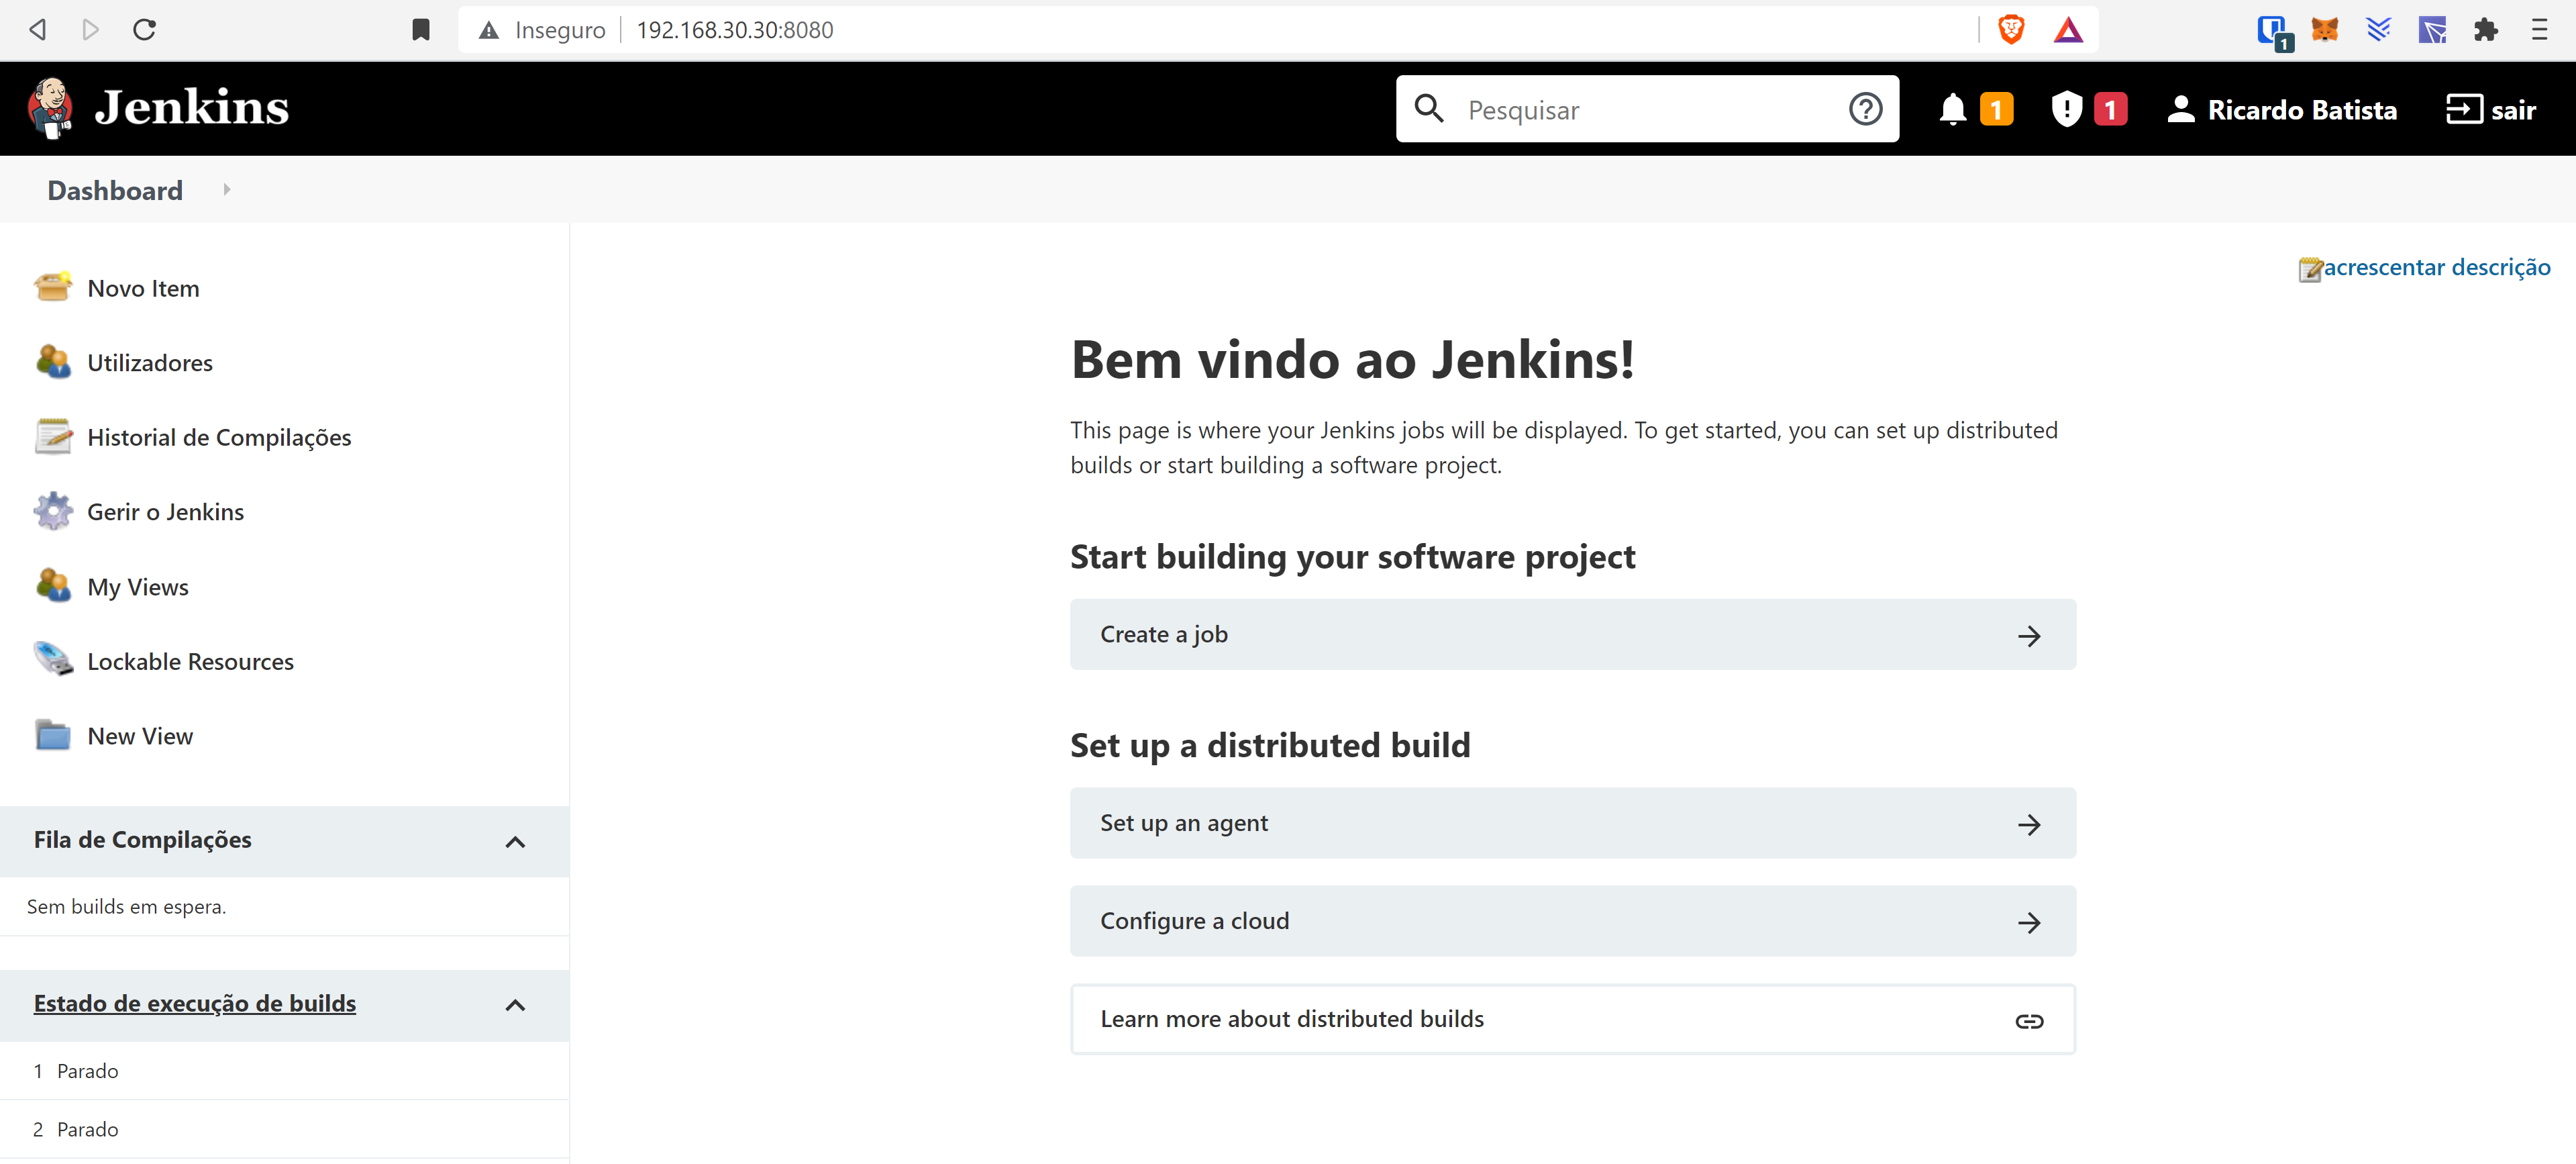 Inseguro 192.168.30.30:8080
1
Jenkins
Pesquisar
1
1
Ricardo Batista
sair
Dashboard
acrescentar descrição
Novo Item
Utilizadores
Historial de Compilações
Gerir o Jenkins
My Views
Lockable Resources
New View
Fila de Compilações
Sem builds em espera.
Estado de execução de builds
1 Parado
2 Parado
Bem vindo ao Jenkins!
This page is where your Jenkins jobs will be displayed. To get started, you can set up distributed
builds or start building a software project.
Start building your software project
Create a job
Set up a distributed build
Set up an agent
Configure a cloud
Learn more about distributed builds